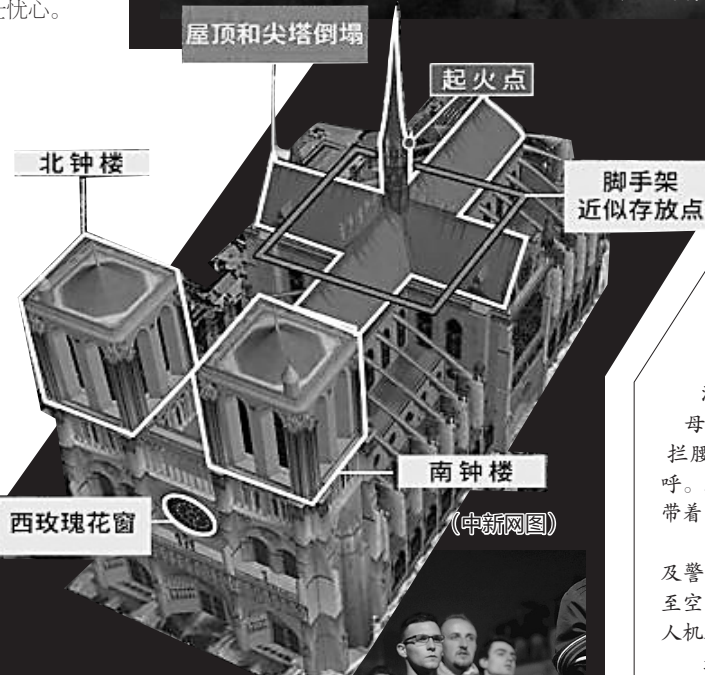 忧心。
屋顶和尖塔倒塌
起火点
北钟楼
脚手架
近似存放点
南钟楼
西玫瑰花窗
（中新网图）
母
拦腰
呼。
带着
及警
至空
人机